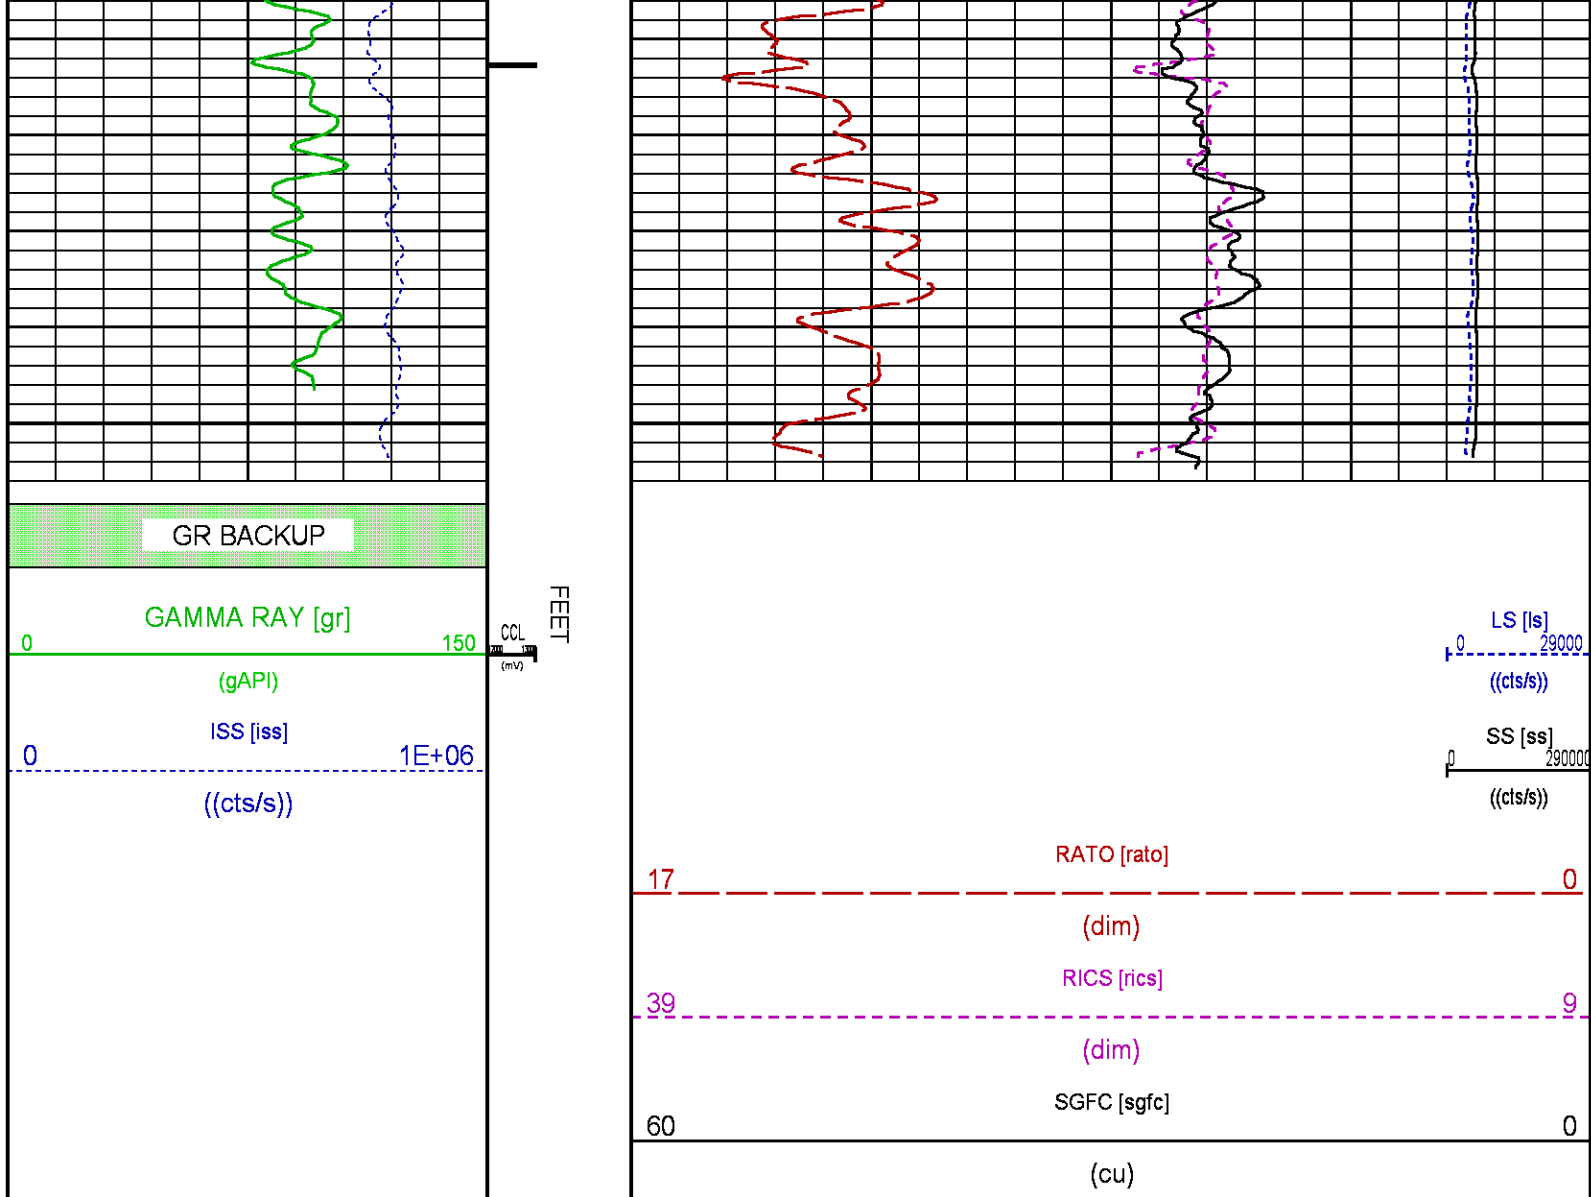 GR BACKUP
GAMMA RAY [gr]
0 150
(gAPI)
ISS [iss]
0 1E+06
((cts/s))
FEET
CCL
(mV)
LS [ls]
0 29000
((cts/s))
SS [ss]
0 290000
((cts/s))
RATO [rato]
17 0
(dim)
RICS [rics]
39 9
(dim)
SGFC [sgfc]
60 0
(cu)